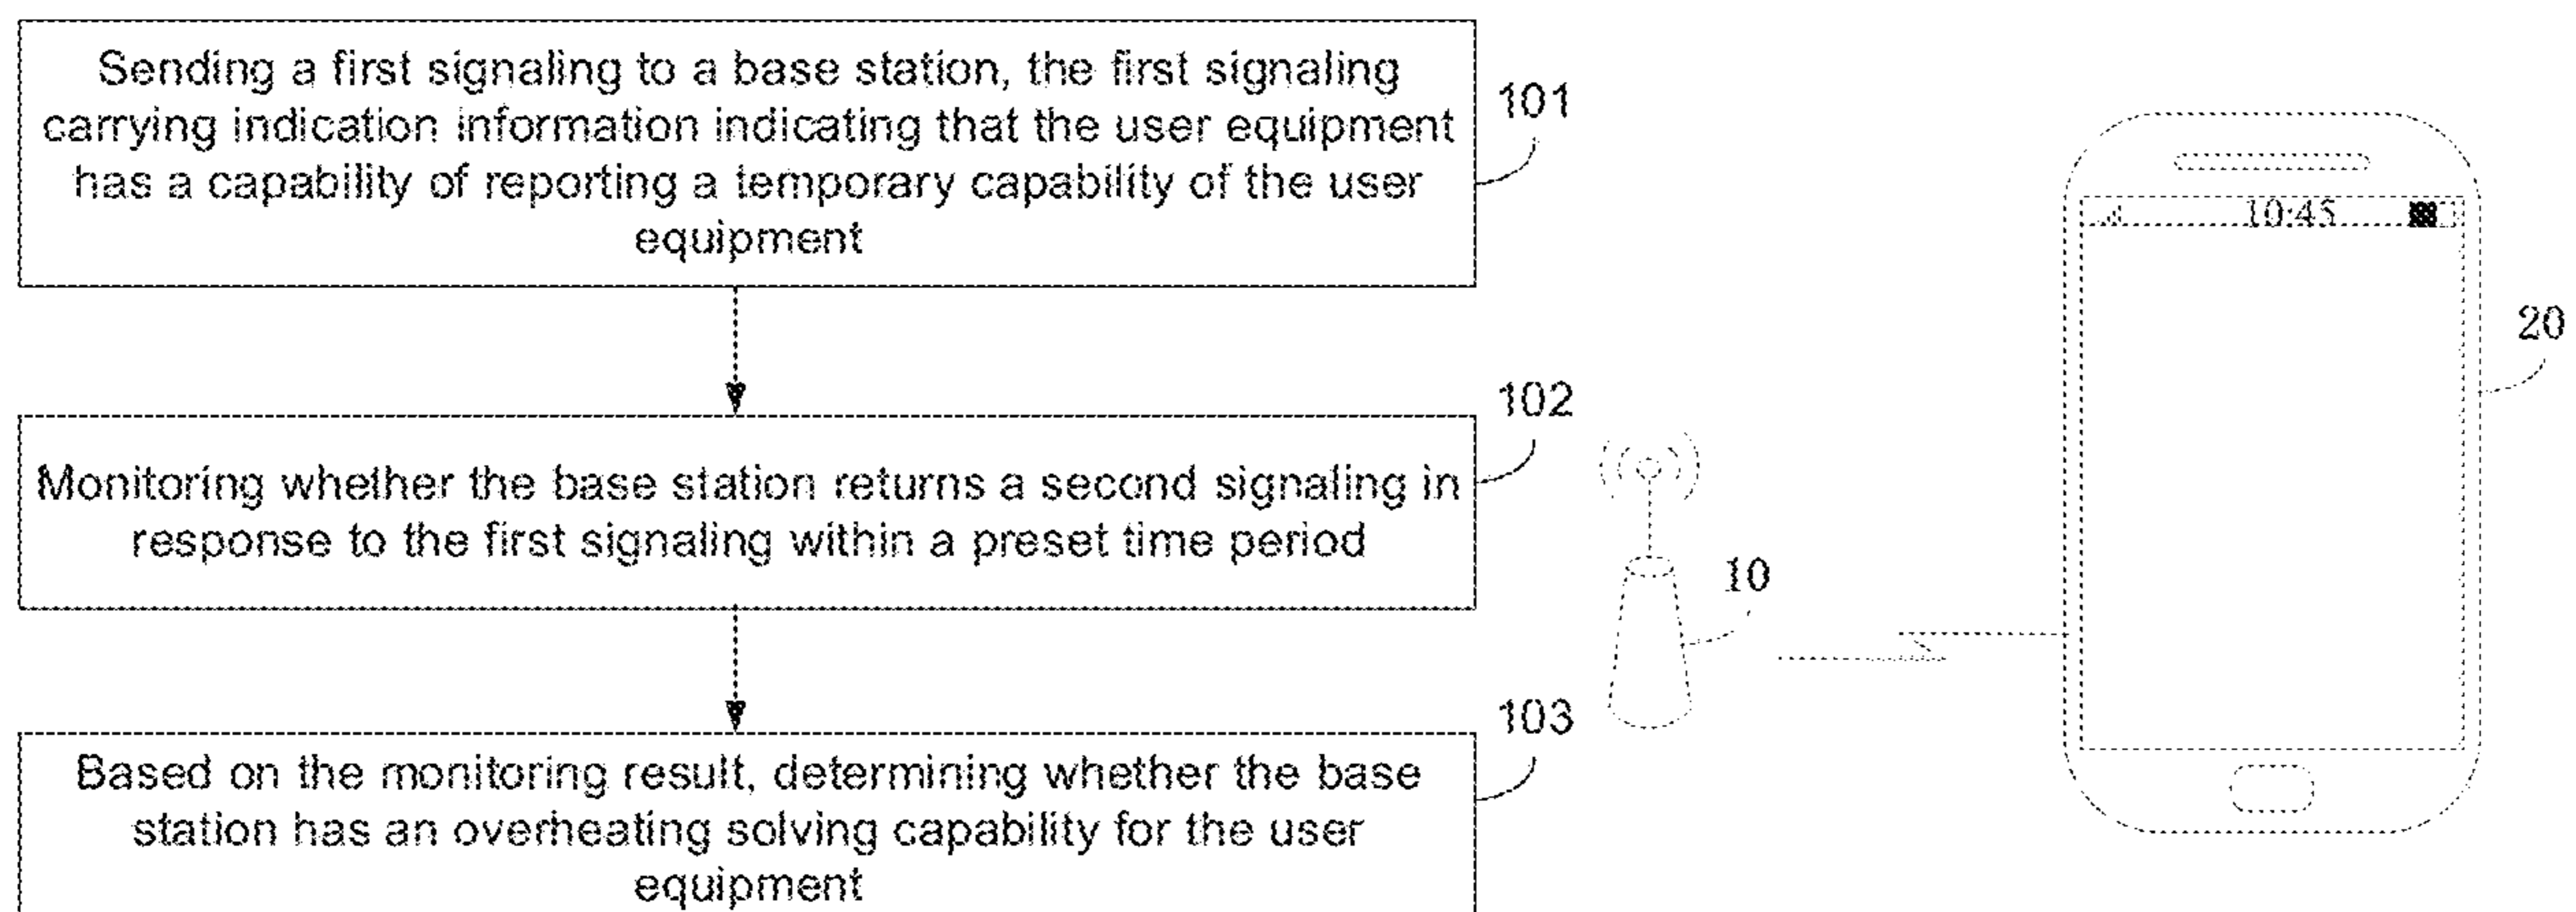 Sending a first signaling to a base station, the first signaling
carrying indication information indicating that the user equipment
has a capability of reporting a temporary capability of the user
equipment
101
Monitoring whether the base station returns a second signaling in
response to the first signaling within a preset time period
102
Based on the monitoring result, determining whether the base
station has an overheating solving capability for the user
equipment
103
10
10:45
20